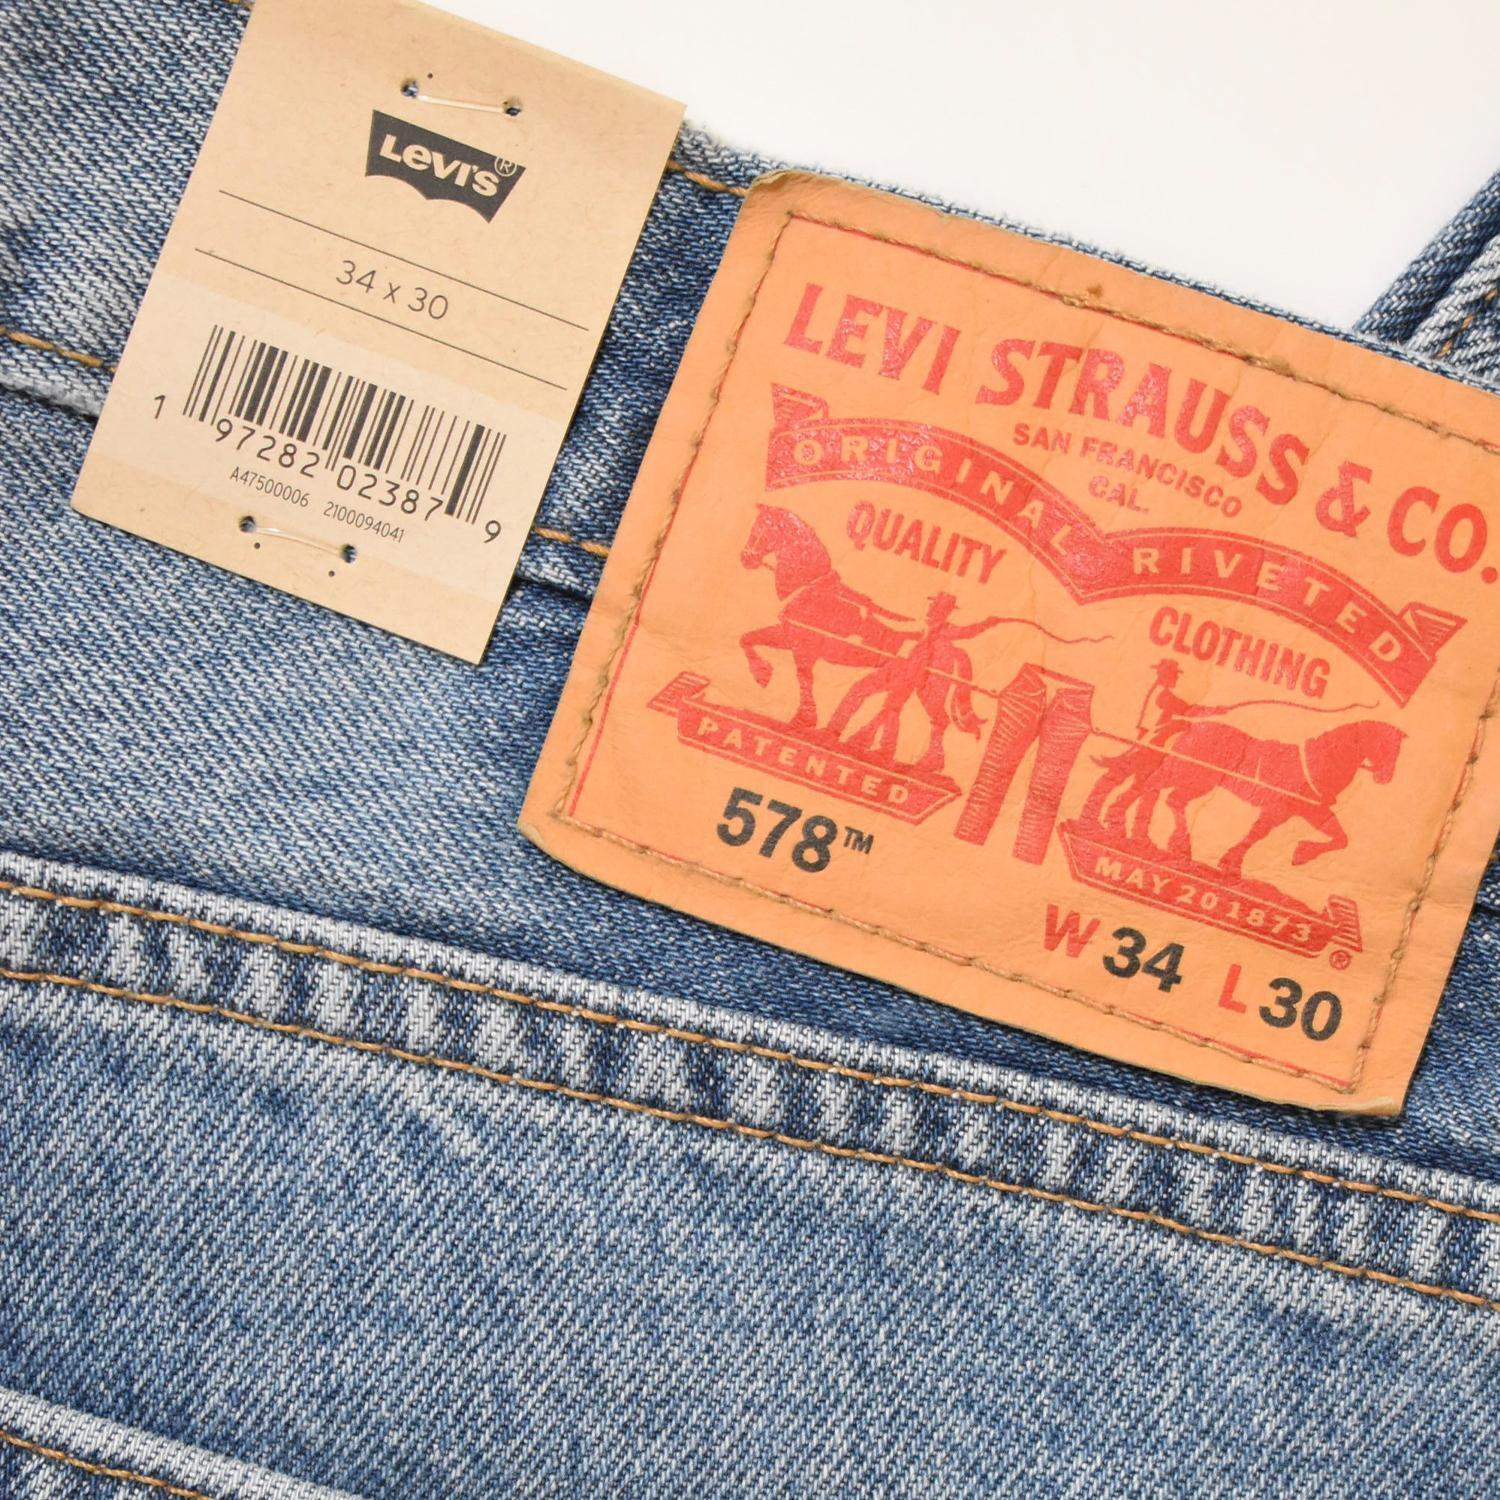 Levi's®
34 x 30
1 97282 02387 9
A47500006 2100094041
LEVI STRAUSS & CO.
SAN FRANCISCO
CAL.
ORIGINAL RIVETED
QUALITY CLOTHING
PATENTED
MAY 20 1873
®
578™
W 34 L 30